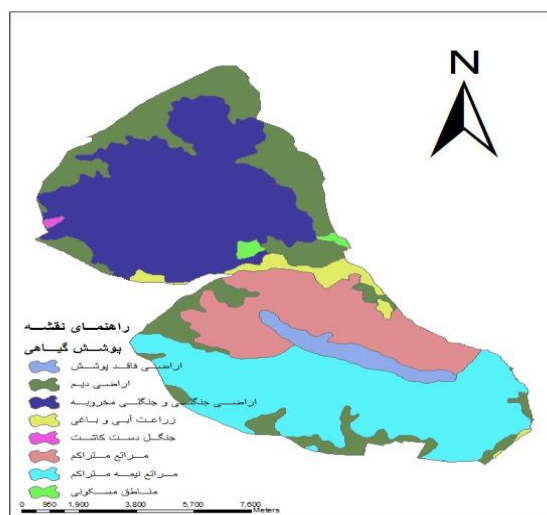 N
راهنمای نقشه
پوشش گیاهی
اراضی فاقد پوشش
اراضی دیم
اراضی جنگلی و جنگلی مخروبه
زراعت آبی و باغی
جنگل دست کاشت
مراتع متراکم
مراتع نیمه متراکم
مناطق مسکونی
0 950 1,900 3,800 5,700 7,600
Meters